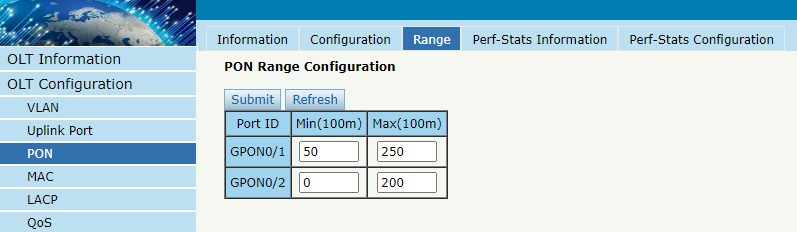 Information Configuration Range Perf-Stats Information Perf-Stats Configuration
OLT Information
OLT Configuration
VLAN
Uplink Port
PON
MAC
LACP
QoS
PON Range Configuration
Submit Refresh
Port ID Min(100m) Max(100m)
GPON0/1 50 250
GPON0/2 0 200